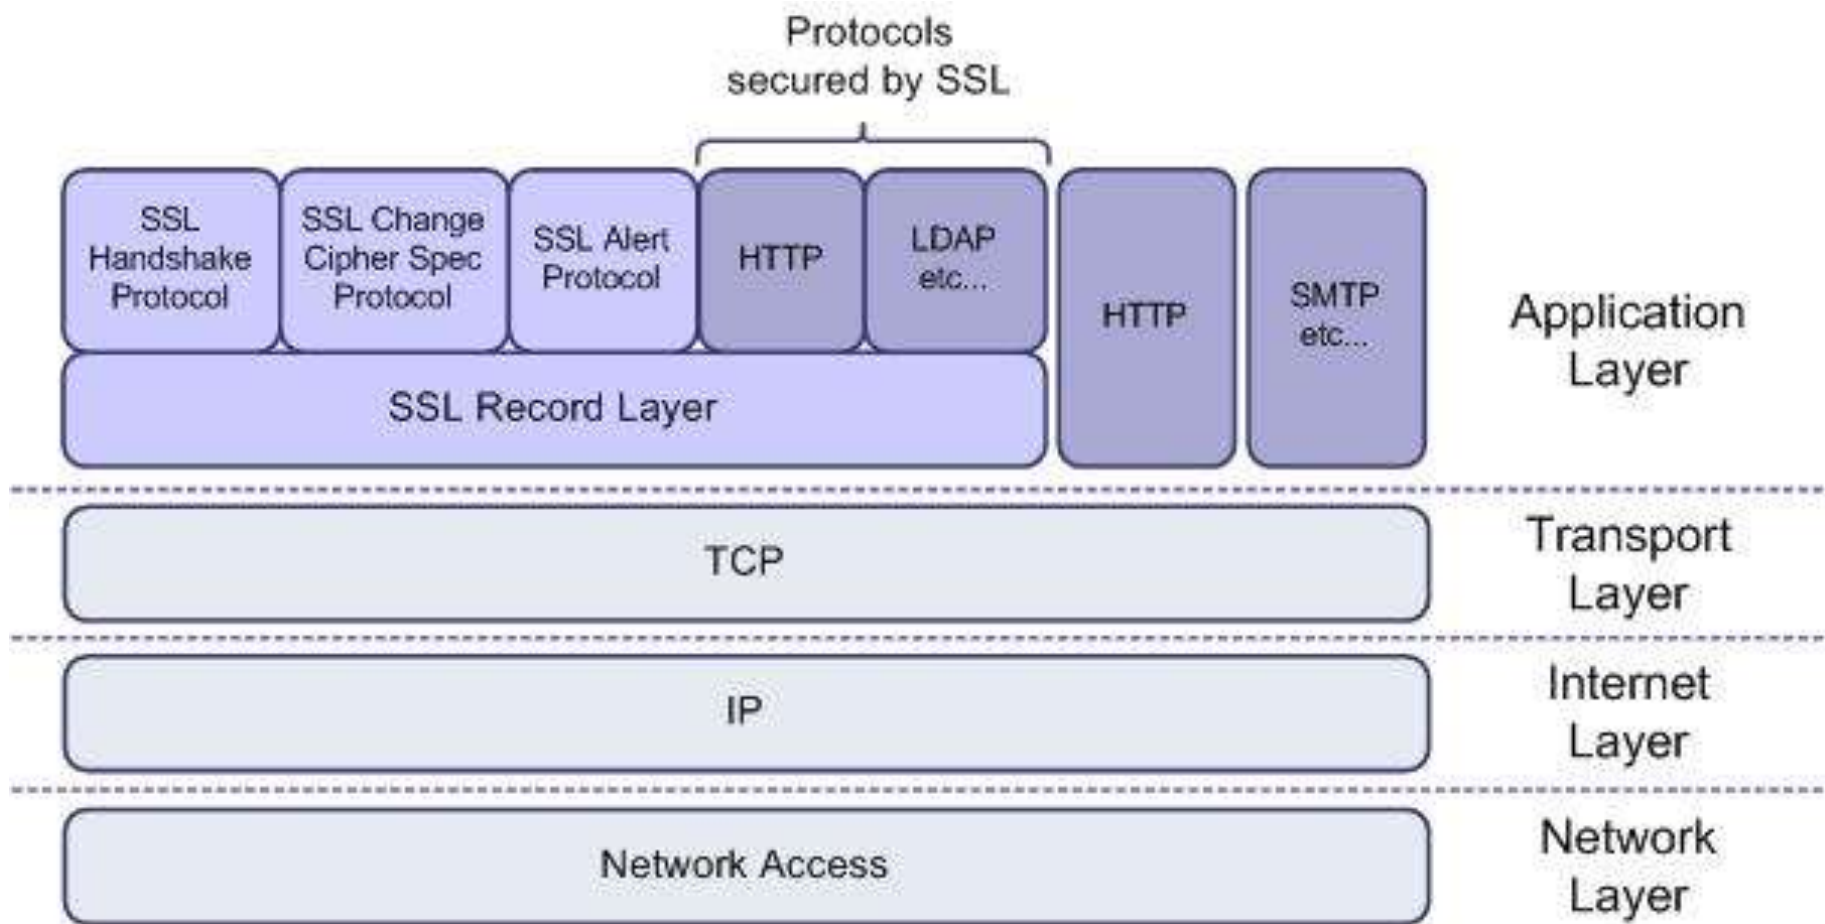 Protocols
secured by SSL
SSL
Handshake
Protocol
SSL Change
Cipher Spec
Protocol
SSL Alert
Protocol
HTTP
LDAP
etc...
HTTP
SMTP
etc...
Application
Layer
SSL Record Layer
TCP
Transport
Layer
IP
Internet
Layer
Network Access
Network
Layer